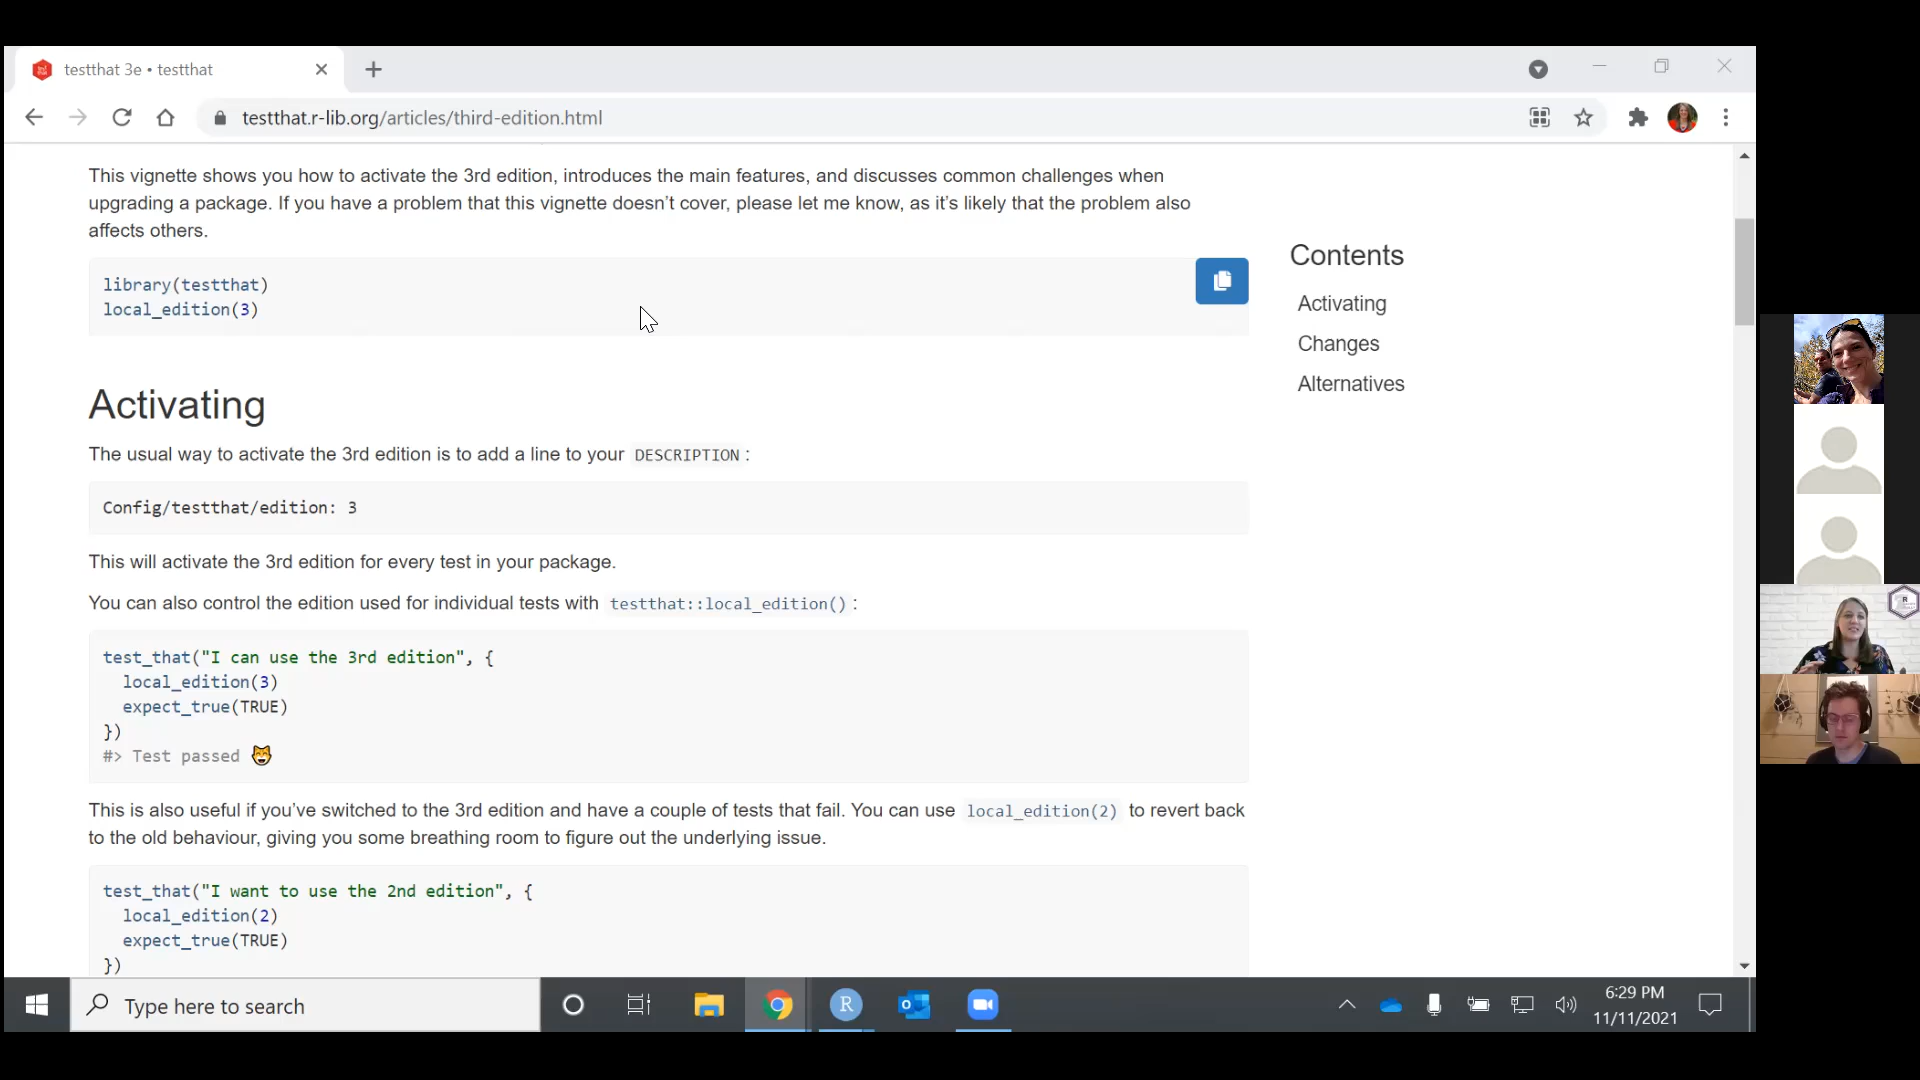 testthat 3e • testthat
testthat.r-lib.org/articles/third-edition.html
This vignette shows you how to activate the 3rd edition, introduces the main features, and discusses common challenges when
upgrading a package. If you have a problem that this vignette doesn’t cover, please let me know, as it’s likely that the problem also
affects others.
library(testthat)
local_edition(3)
Contents
Activating
Changes
Alternatives
Activating
The usual way to activate the 3rd edition is to add a line to your DESCRIPTION :
Config/testthat/edition: 3
This will activate the 3rd edition for every test in your package.
You can also control the edition used for individual tests with testthat::local_edition() :
test_that("I can use the 3rd edition", {
local_edition(3)
expect_true(TRUE)
})
#> Test passed 😸
This is also useful if you’ve switched to the 3rd edition and have a couple of tests that fail. You can use local_edition(2) to revert back
to the old behaviour, giving you some breathing room to figure out the underlying issue.
test_that("I want to use the 2nd edition", {
local_edition(2)
expect_true(TRUE)
})
Type here to search
R
6:29 PM
11/11/2021